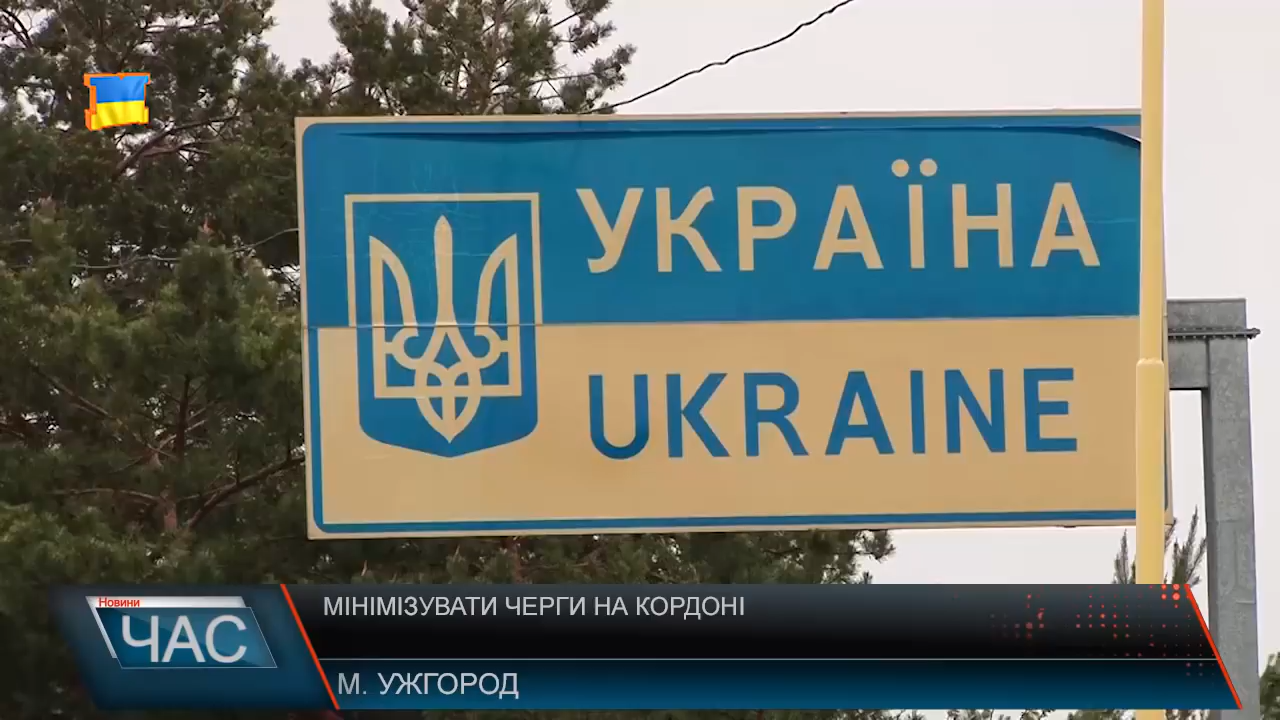 УКРАЇНА
UKRAINE
Новини
ЧАС
МІНІМІЗУВАТИ ЧЕРГИ НА КОРДОНІ
М. УЖГОРОД